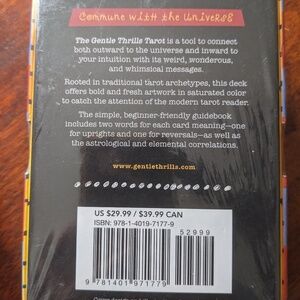 Commune with the Universe
The Gentle Thrills Tarot is a tool to connect
both outward to the universe and inward to
your intuition with its weird, wonderous,
and whimsical messages.
Rooted in traditional tarot archetypes, this deck
offers bold and fresh artwork in saturated color
to catch the attention of the modern tarot reader.
The simple, beginner-friendly guidebook
includes two words for each card meaning—one
for uprights and one for reversals—as well as
the astrological and elemental correlations.
www.gentlethrills.com
US $29.99 / $39.99 CAN
ISBN: 978-1-4019-7177-9
52999
9 781401 971779